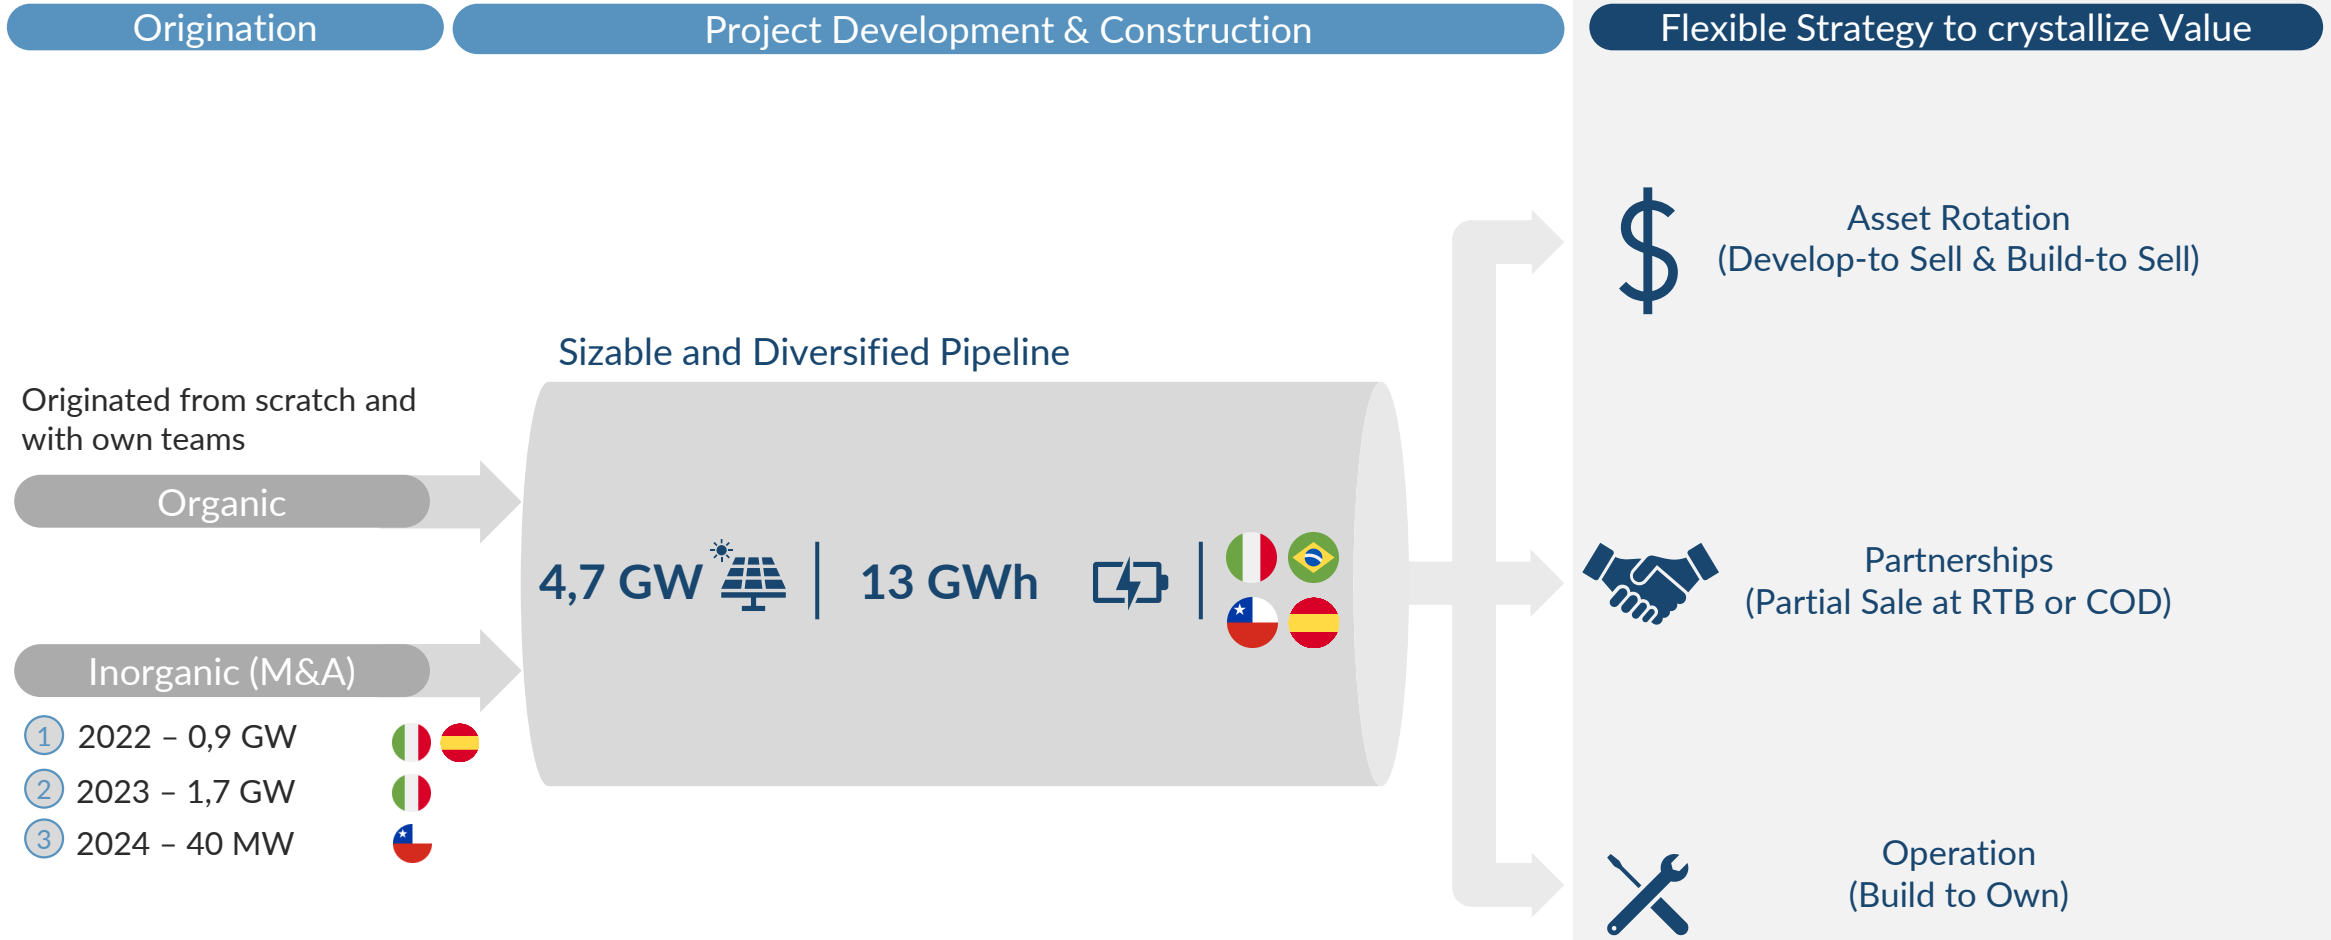 Origination
Project Development & Construction
Flexible Strategy to crystallize Value
Originated from scratch and
with own teams
Organic
Inorganic (M&A)
1 2022 – 0,9 GW
2 2023 – 1,7 GW
3 2024 – 40 MW
Sizable and Diversified Pipeline
4,7 GW
13 GWh
Asset Rotation
(Develop-to Sell & Build-to Sell)
Partnerships
(Partial Sale at RTB or COD)
Operation
(Build to Own)